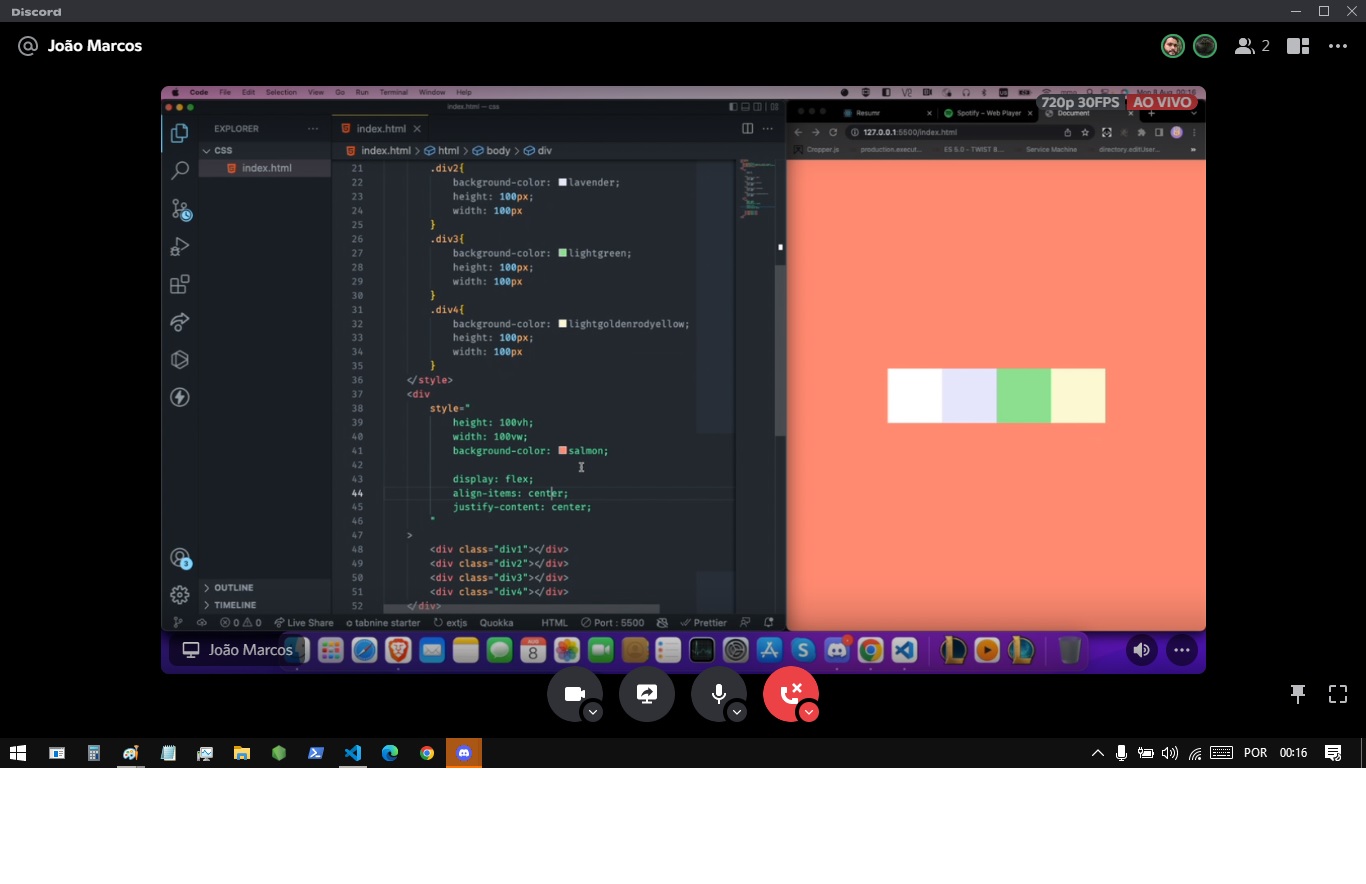 Discord
João Marcos
2
Code File Edit Selection View Go Run Terminal Window Help
Mon 8 Aug 00:16
720p 30FPS AO VIVO
index.html — css
Resumr
Spotify – Web Player
Document
EXPLORER
index.html
127.0.0.1:5500/index.html
CSS
index.html > html > body > div
Cropper.js
production.execut...
ES 6.0 - TWIST 8...
Service Machine
directory.editUser...
index.html
21 .div2{
22 background-color: lavender;
23 height: 100px;
24 width: 100px
25 }
26 .div3{
27 background-color: lightgreen;
28 height: 100px;
29 width: 100px
30 }
31 .div4{
32 background-color: lightgoldenrodyellow;
33 height: 100px;
34 width: 100px
35 }
36 </style>
37 <div
38 style="
39 height: 100vh;
40 width: 100vw;
41 background-color: salmon;
42
43 display: flex;
44 align-items: center;
45 justify-content: center;
46 "
47 >
48 <div class="div1"></div>
49 <div class="div2"></div>
50 <div class="div3"></div>
51 <div class="div4"></div>
52 </div>
3
OUTLINE
TIMELINE
0 0 Live Share tabnine starter extjs Quokka HTML Port : 5500 Prettier
João Marcos
AUG
8
POR 00:16